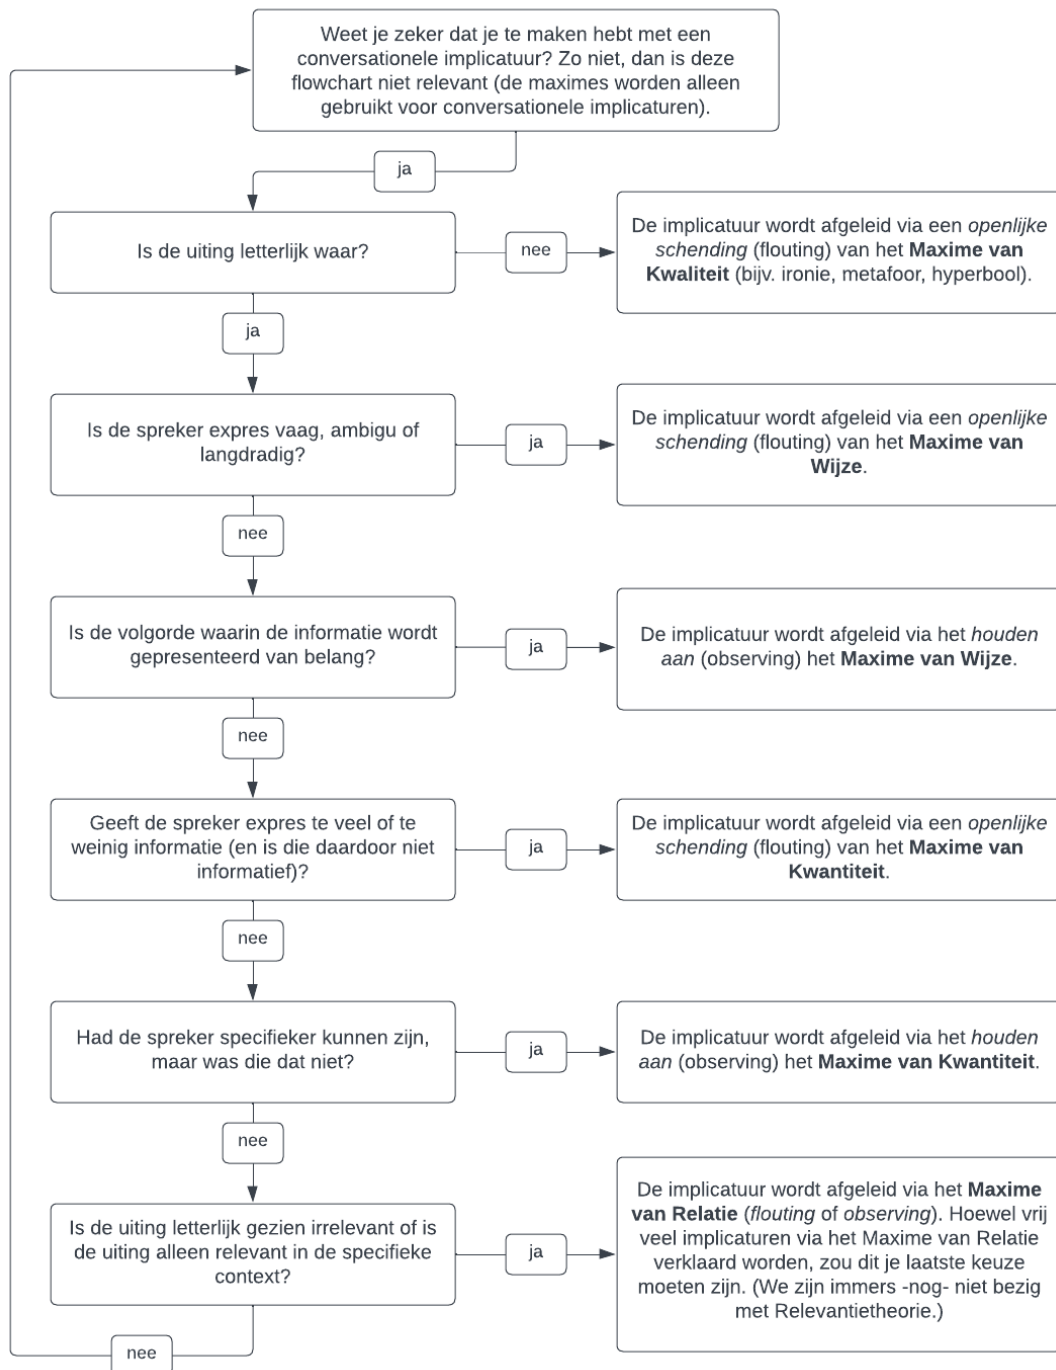 Weet je zeker dat je te maken hebt met een
conversationele implicatuur? Zo niet, dan is deze
flowchart niet relevant (de maximes worden alleen
gebruikt voor conversationele implicaturen).
ja
Is de uiting letterlijk waar?
nee
De implicatuur wordt afgeleid via een openlijke
schending (flouting) van het Maxime van
Kwaliteit (bijv. ironie, metafoor, hyperbool).
ja
Is de spreker expres vaag, ambigu of
langdradig?
ja
De implicatuur wordt afgeleid via een openlijke
schending (flouting) van het Maxime van
Wijze.
nee
Is de volgorde waarin de informatie wordt
gepresenteerd van belang?
ja
De implicatuur wordt afgeleid via het houden
aan (observing) het Maxime van Wijze.
nee
Geeft de spreker expres te veel of te
weinig informatie (en is die daardoor niet
informatief)?
ja
De implicatuur wordt afgeleid via een openlijke
schending (flouting) van het Maxime van
Kwantiteit.
nee
Had de spreker specifieker kunnen zijn,
maar was die dat niet?
ja
De implicatuur wordt afgeleid via het houden
aan (observing) het Maxime van Kwantiteit.
nee
Is de uiting letterlijk gezien irrelevant of is
de uiting alleen relevant in de specifieke
context?
ja
De implicatuur wordt afgeleid via het Maxime
van Relatie (flouting of observing). Hoewel vrij
veel implicaturen via het Maxime van Relatie
verklaard worden, zou dit je laatste keuze
moeten zijn. (We zijn immers -nog- niet bezig
met Relevantietheorie.)
nee